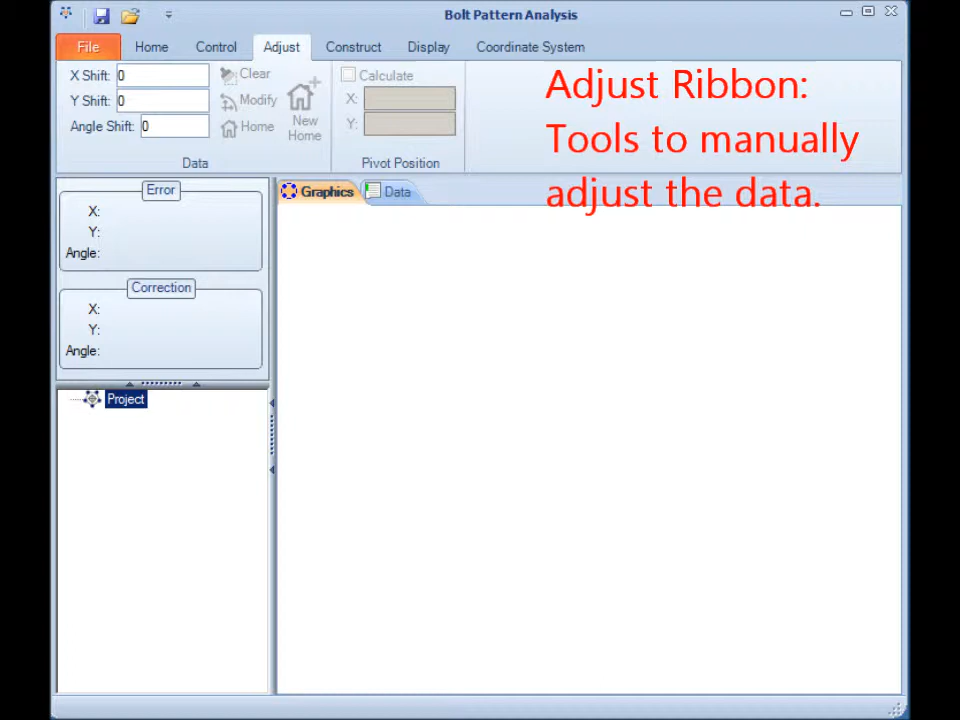 Bolt Pattern Analysis
File Home Control Adjust Construct Display Coordinate System
X Shift: 0
Y Shift: 0
Angle Shift: 0
Clear
Modify
Home
New
Home
Data
Calculate
X:
Y:
Pivot Position
Adjust Ribbon:
Tools to manually
adjust the data.
Error
X:
Y:
Angle:
Correction
X:
Y:
Angle:
Project
Graphics Data